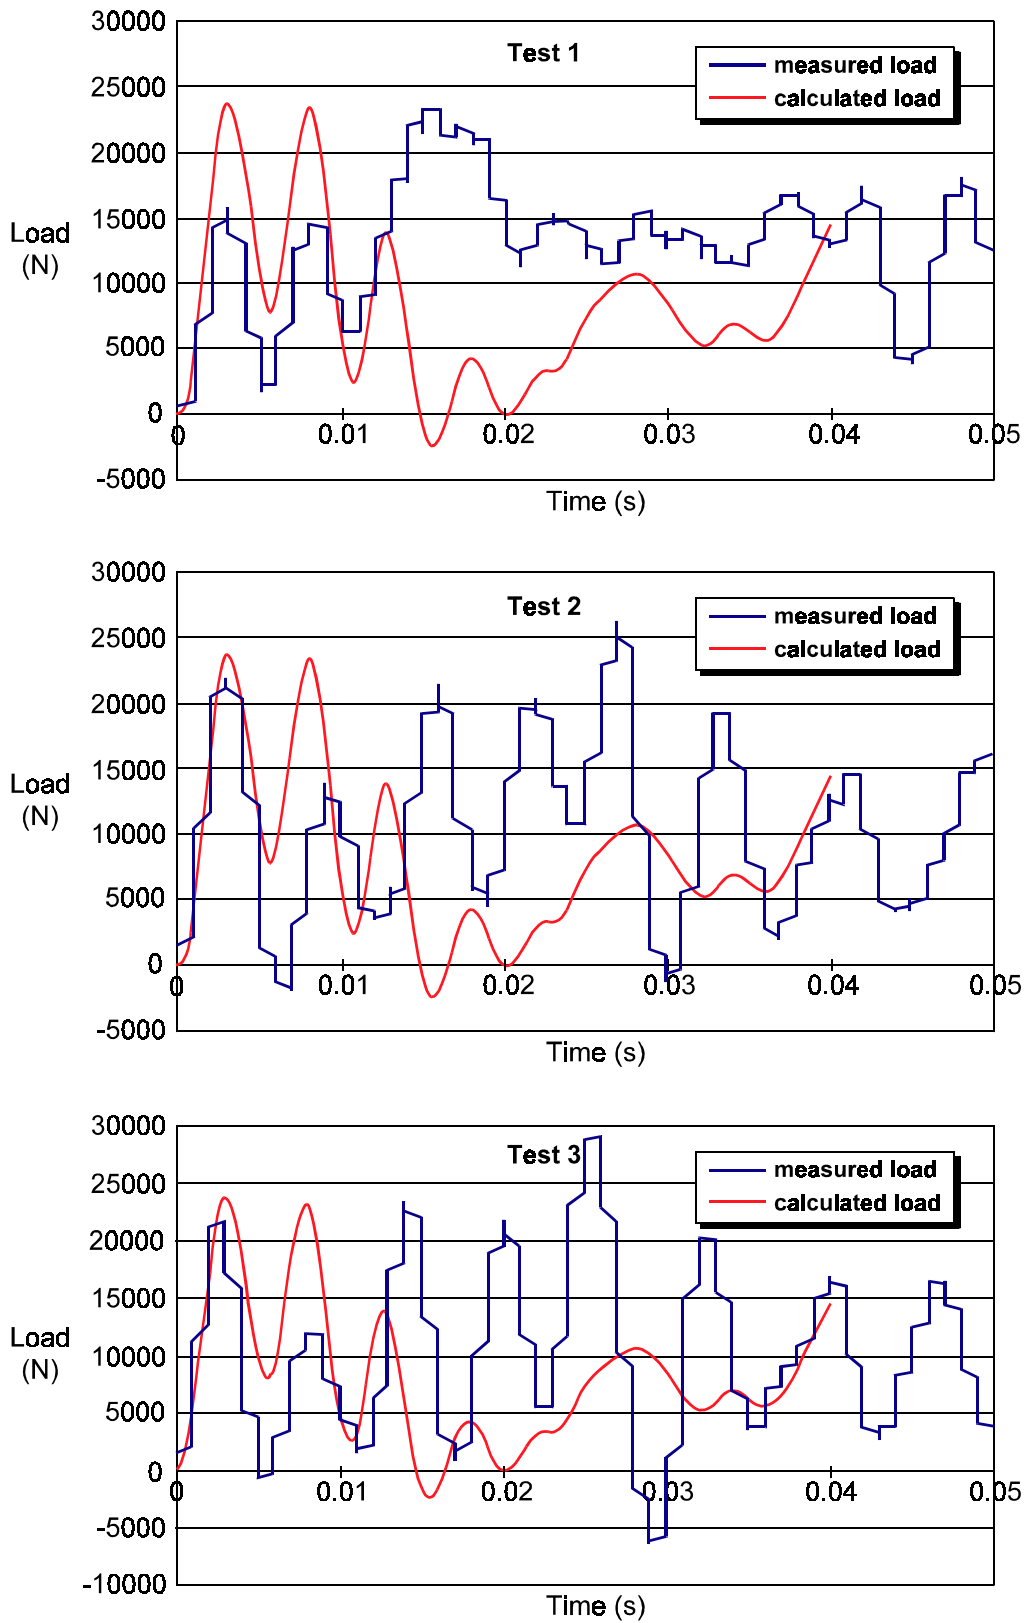 30000
Test 1
measured load
calculated load
25000
20000
15000
Load
(N)
10000
5000
0
0 0.01 0.02 0.03 0.04 0.05
-5000
Time (s)
30000
Test 2
measured load
calculated load
25000
20000
15000
Load
(N)
10000
5000
0
0 0.01 0.02 0.03 0.04 0.05
-5000
Time (s)
30000
Test 3
measured load
calculated load
25000
20000
15000
Load
(N)
10000
5000
0
0 0.01 0.02 0.03 0.04 0.05
-5000
-10000
Time (s)